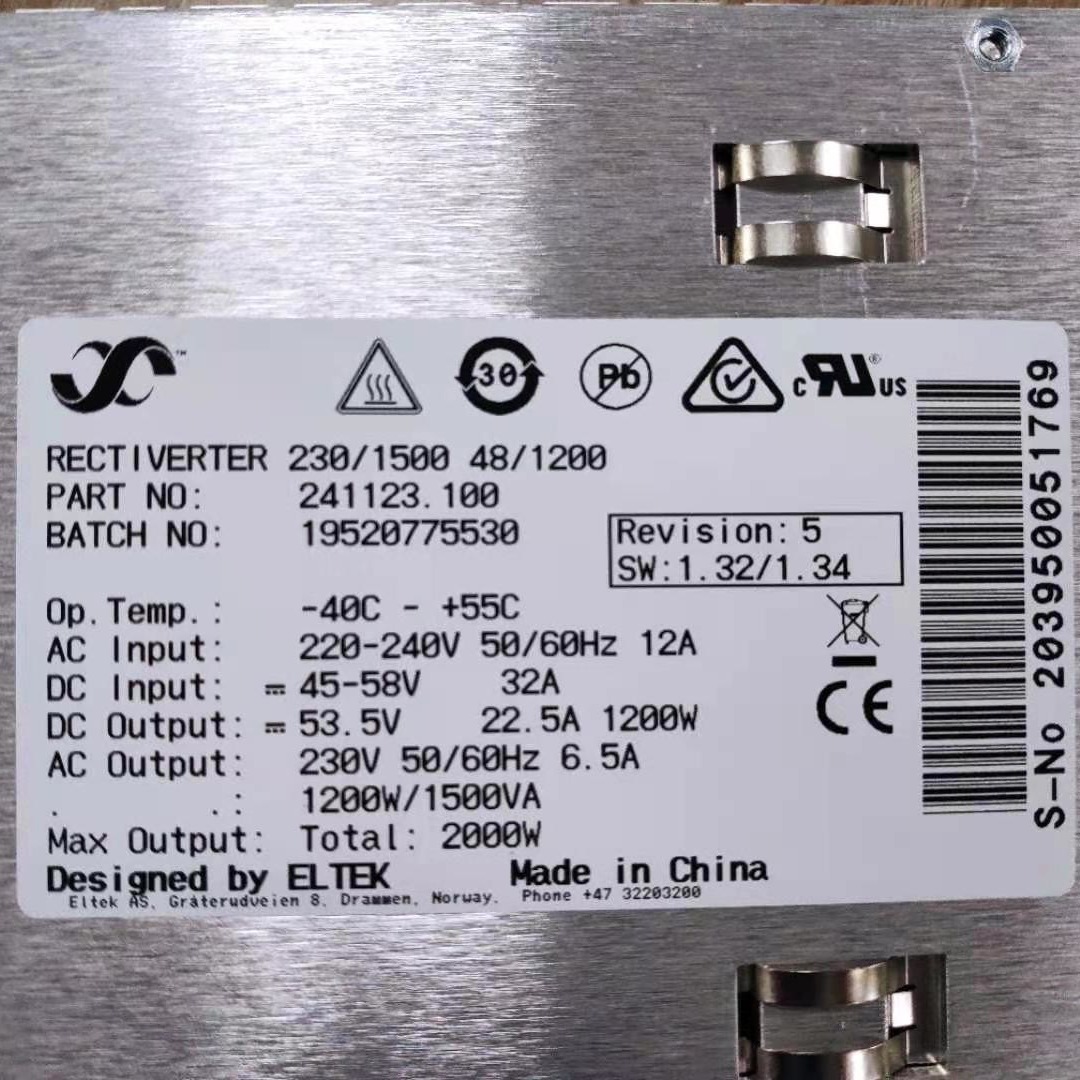 ™
30
Pb
c RU® US
RECTIVERTER 230/1500 48/1200
PART NO: 241123.100
BATCH NO: 19520775530
Revision: 5
SW:1.32/1.34
Op.Temp.: -40C - +55C
AC Input: 220-240V 50/60Hz 12A
DC Input: ⎓ 45-58V 32A
DC Output: ⎓ 53.5V 22.5A 1200W
AC Output: 230V 50/60Hz 6.5A
. .: 1200W/1500VA
Max Output: Total: 2000W
Designed by ELTEK Made in China
Eltek AS, Gråterudveien 8, Drammen, Norway. Phone +47 32203200
CE
S-No 203950051769